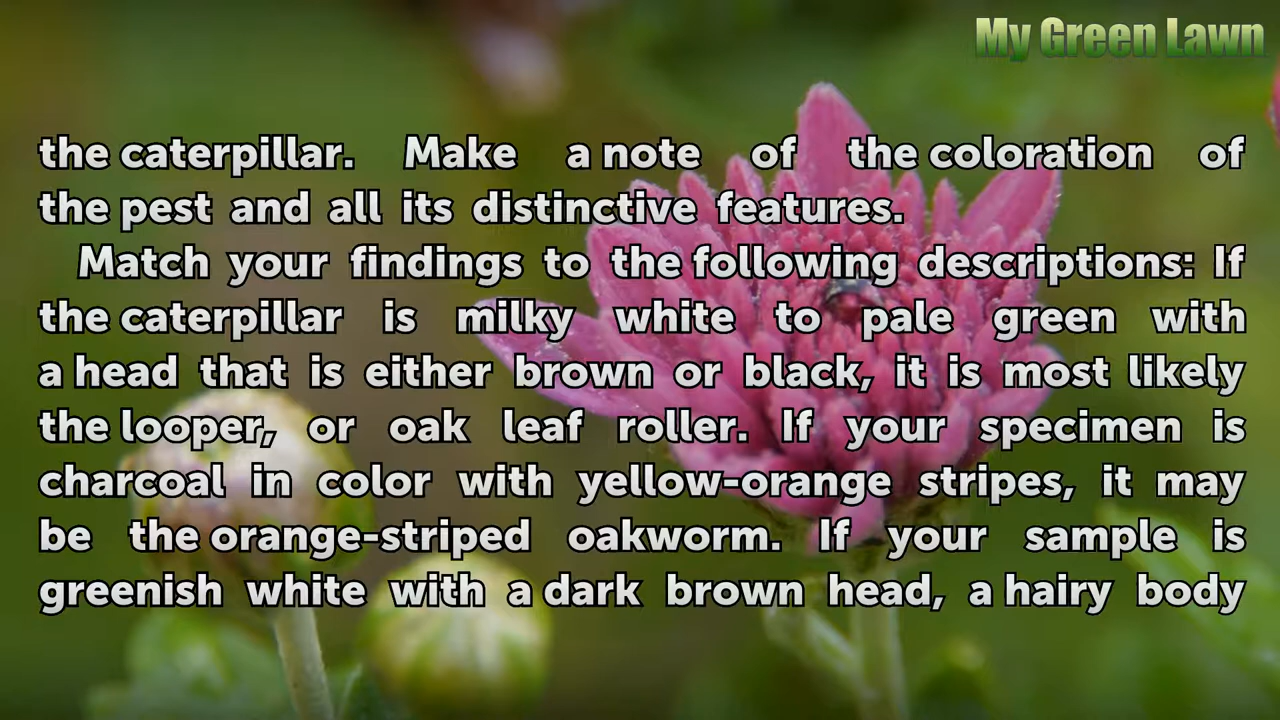 My Green Lawn
the caterpillar. Make a note of the coloration of
the pest and all its distinctive features.
Match your findings to the following descriptions: If
the caterpillar is milky white to pale green with
a head that is either brown or black, it is most likely
the looper, or oak leaf roller. If your specimen is
charcoal in color with yellow-orange stripes, it may
be the orange-striped oakworm. If your sample is
greenish white with a dark brown head, a hairy body